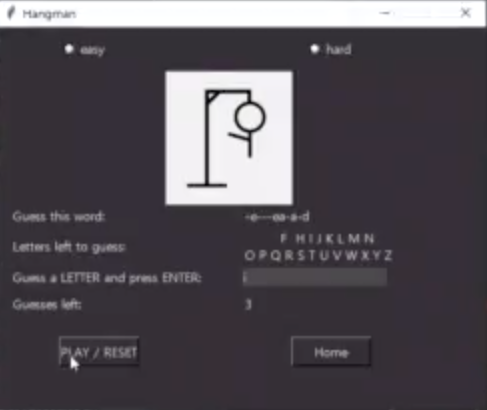 Hangman
easy hard
Guess this word: -e---ea-a-d
Letters left to guess: F H I J K L M N
O P Q R S T U V W X Y Z
Guess a LETTER and press ENTER: i
Guesses left: 3
PLAY / RESET Home